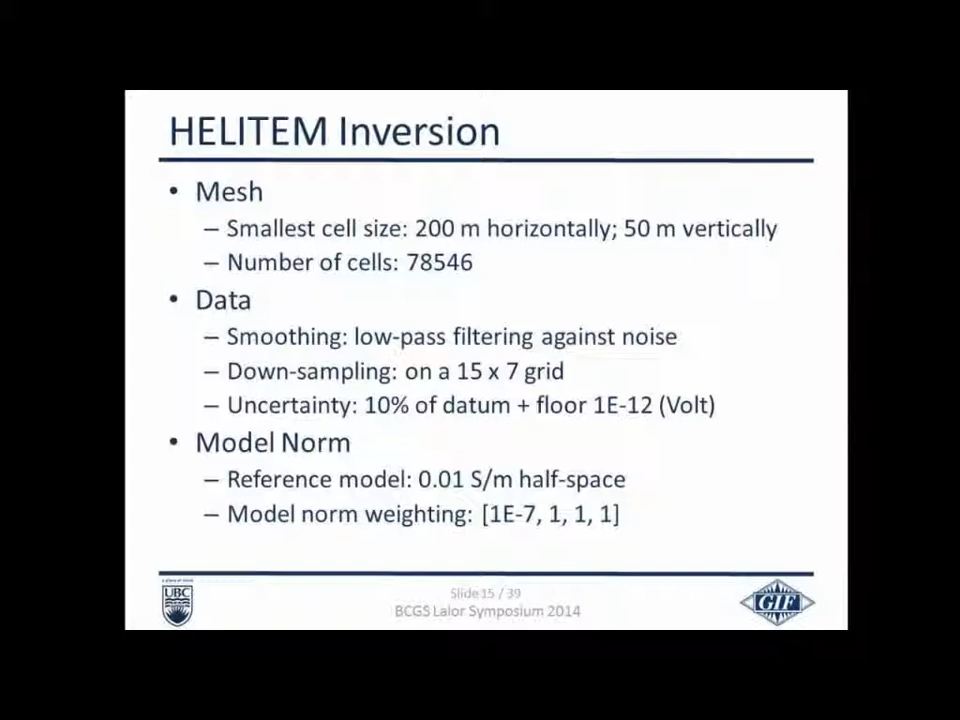 HELITEM Inversion
• Mesh
– Smallest cell size: 200 m horizontally; 50 m vertically
– Number of cells: 78546
• Data
– Smoothing: low-pass filtering against noise
– Down-sampling: on a 15 x 7 grid
– Uncertainty: 10% of datum + floor 1E-12 (Volt)
• Model Norm
– Reference model: 0.01 S/m half-space
– Model norm weighting: [1E-7, 1, 1, 1]
UBC
Slide 15 / 39
BCGS Lalor Symposium 2014
GIF